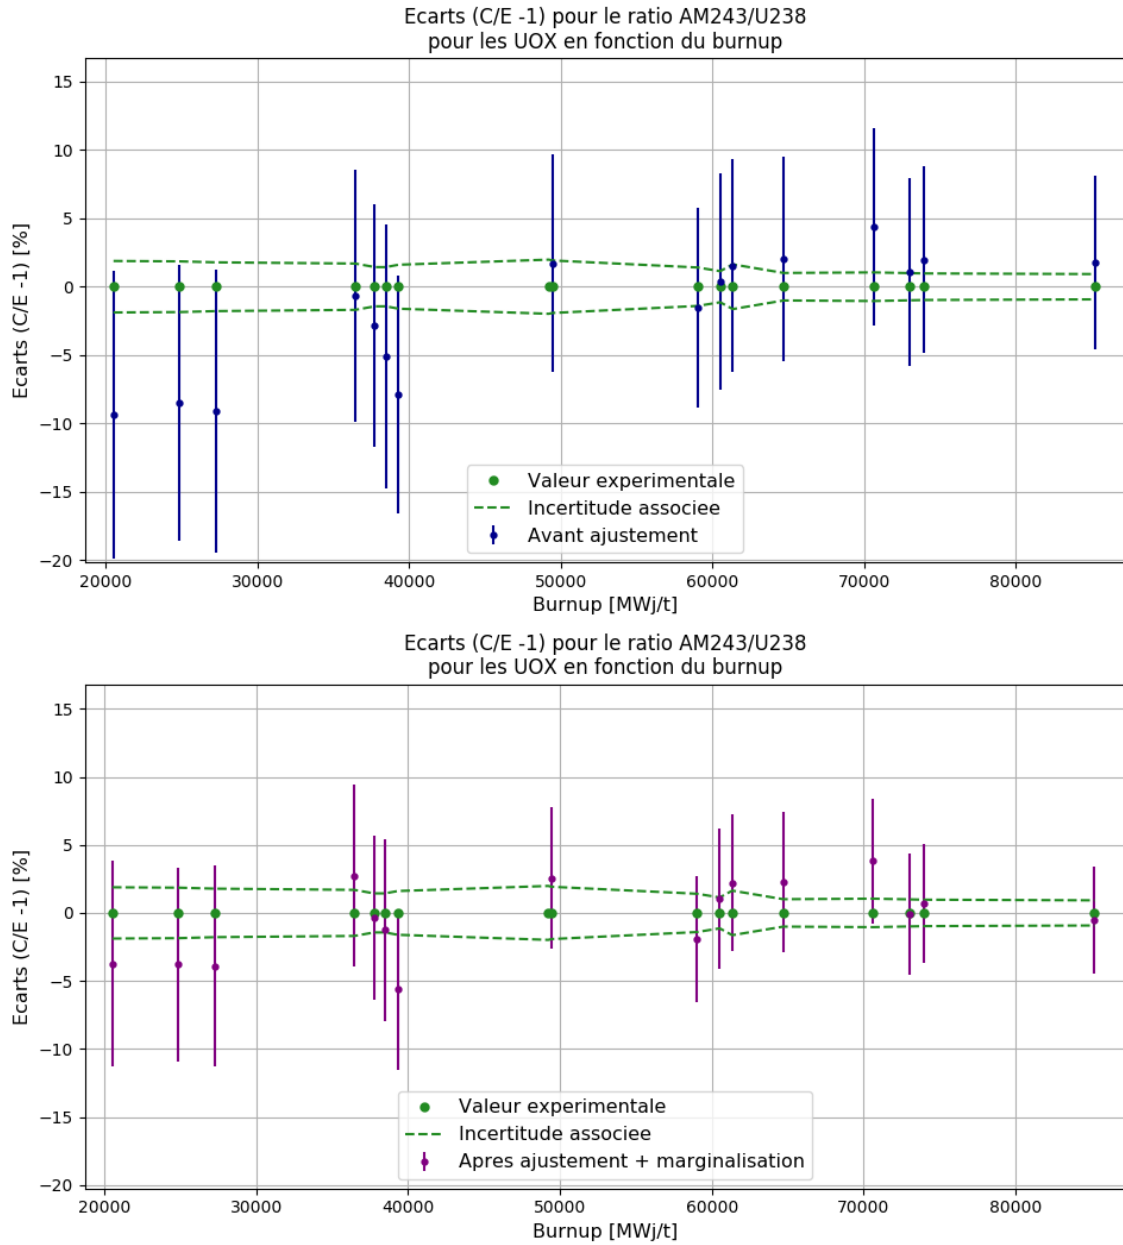 Ecarts (C/E -1) pour le ratio AM243/U238
pour les UOX en fonction du burnup
Ecarts (C/E -1) [%]
15
10
5
0
−5
−10
−15
−20
Valeur experimentale
Incertitude associee
Avant ajustement
20000 30000 40000 50000 60000 70000 80000
Burnup [MWj/t]
Ecarts (C/E -1) pour le ratio AM243/U238
pour les UOX en fonction du burnup
Ecarts (C/E -1) [%]
15
10
5
0
−5
−10
−15
−20
Valeur experimentale
Incertitude associee
Apres ajustement + marginalisation
20000 30000 40000 50000 60000 70000 80000
Burnup [MWj/t]